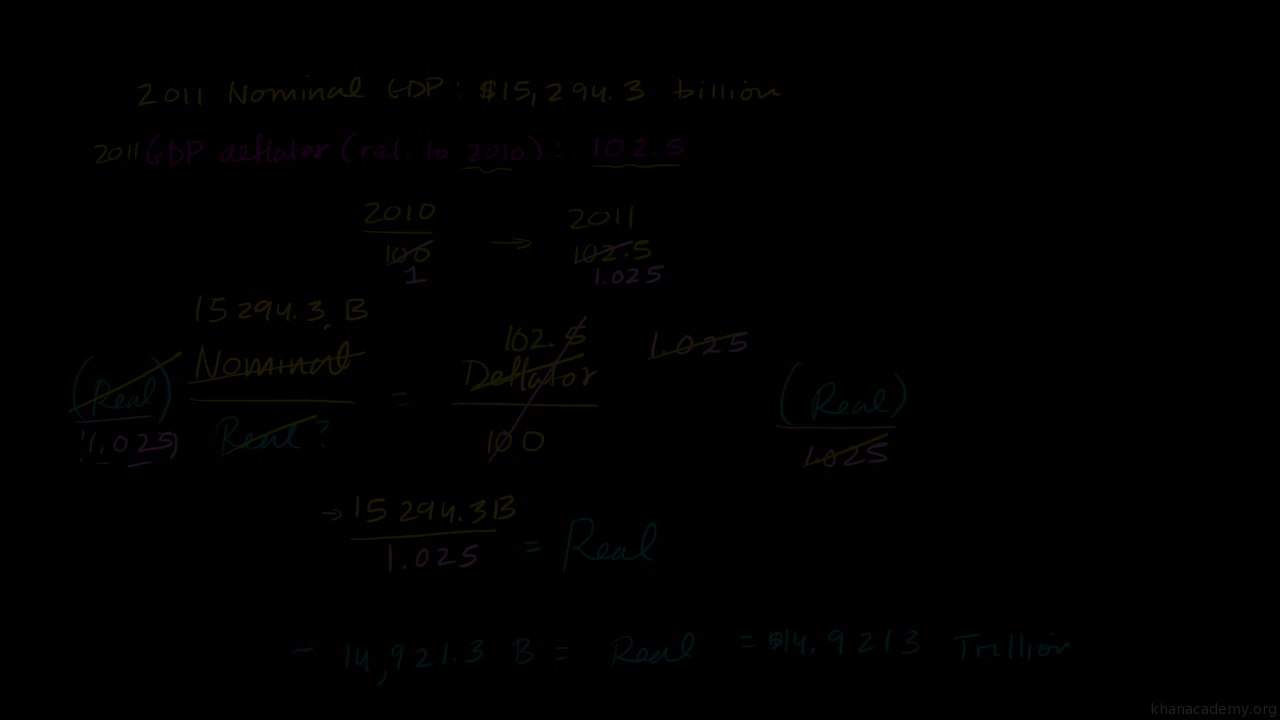 2011 Nominal GDP: $15,294.3 billion
2011 GDP deflator (rel. to 2010): 102.5
2010 → 2011
100 102.5
1 1.025
15294.3 B
102.5
1.025
(Real) Nominal = Deflator (Real)
1.025 Real? 100 1.025
→ 15294.3B = Real
1.025
~ 14,921.3 B = Real = $14.9213 Trillion
khanacademy.org